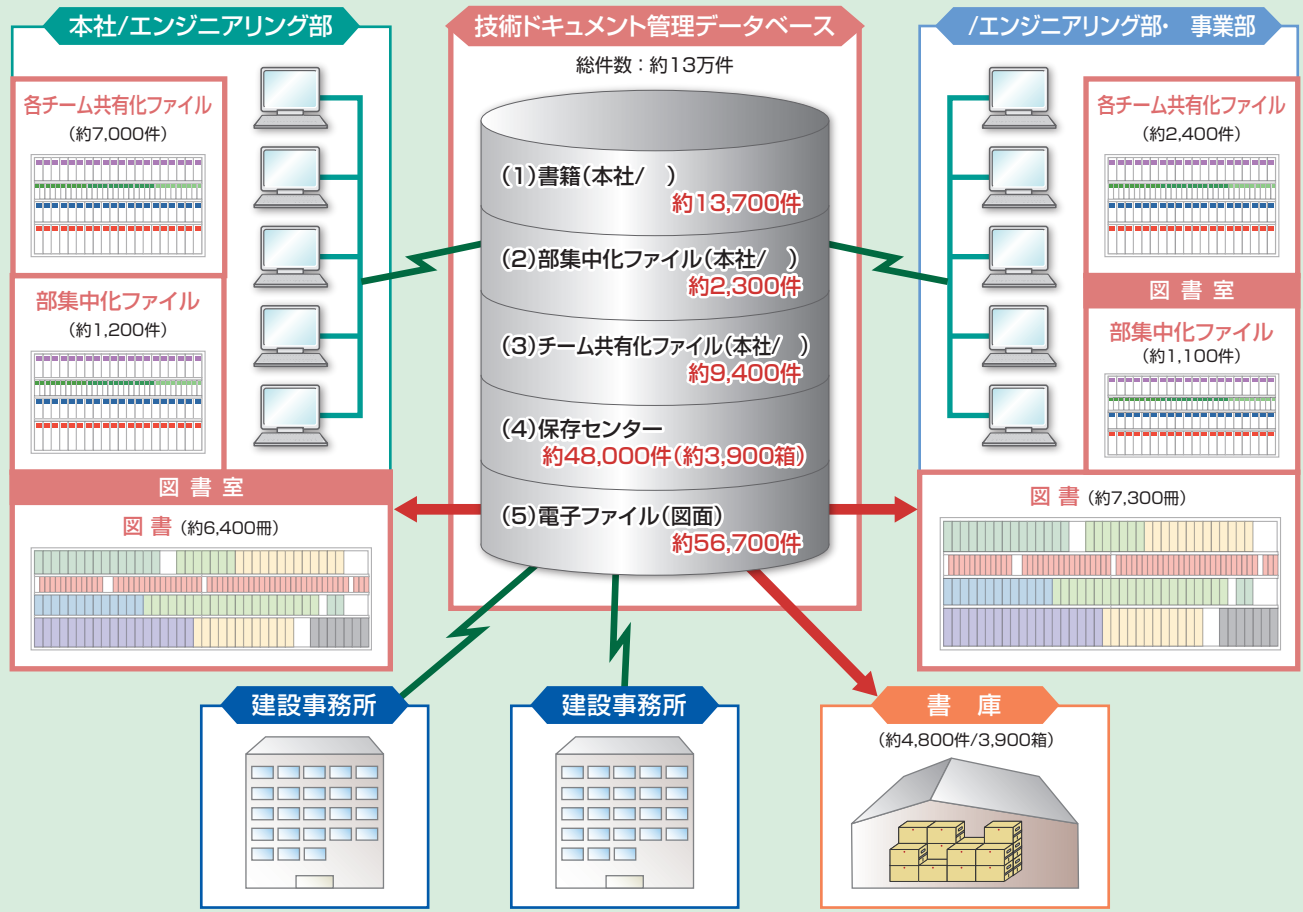 本社/エンジニアリング部
各チーム共有化ファイル
(約7,000件)
部集中化ファイル
(約1,200件)
図書室
図書 (約6,400冊)
技術ドキュメント管理データベース
総件数：約13万件
(1)書籍(本社/ )
約13,700件
(2)部集中化ファイル(本社/ )
約2,300件
(3)チーム共有化ファイル(本社/ )
約9,400件
(4)保存センター
約48,000件(約3,900箱)
(5)電子ファイル(図面)
約56,700件
/エンジニアリング部・ 事業部
各チーム共有化ファイル
(約2,400件)
図書室
部集中化ファイル
(約1,100件)
図書 (約7,300冊)
建設事務所
建設事務所
書 庫
(約4,800件/3,900箱)